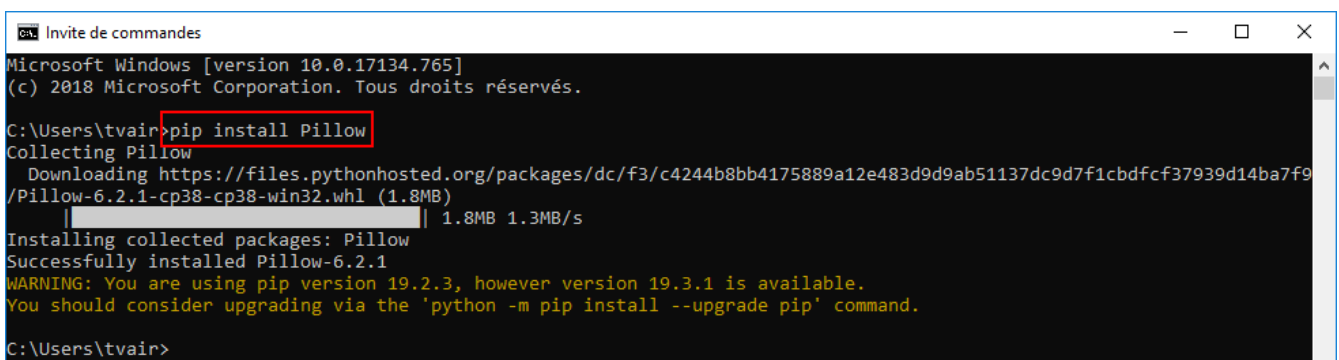 Invite de commandes
Microsoft Windows [version 10.0.17134.765]
(c) 2018 Microsoft Corporation. Tous droits réservés.
C:\Users\tvair>pip install Pillow
Collecting Pillow
Downloading https://files.pythonhosted.org/packages/dc/f3/c4244b8bb4175889a12e483d9d9ab51137dc9d7f1cbdfcf37939d14ba7f9
/Pillow-6.2.1-cp38-cp38-win32.whl (1.8MB)
|████████████████████████████████| 1.8MB 1.3MB/s
Installing collected packages: Pillow
Successfully installed Pillow-6.2.1
WARNING: You are using pip version 19.2.3, however version 19.3.1 is available.
You should consider upgrading via the 'python -m pip install --upgrade pip' command.
C:\Users\tvair>